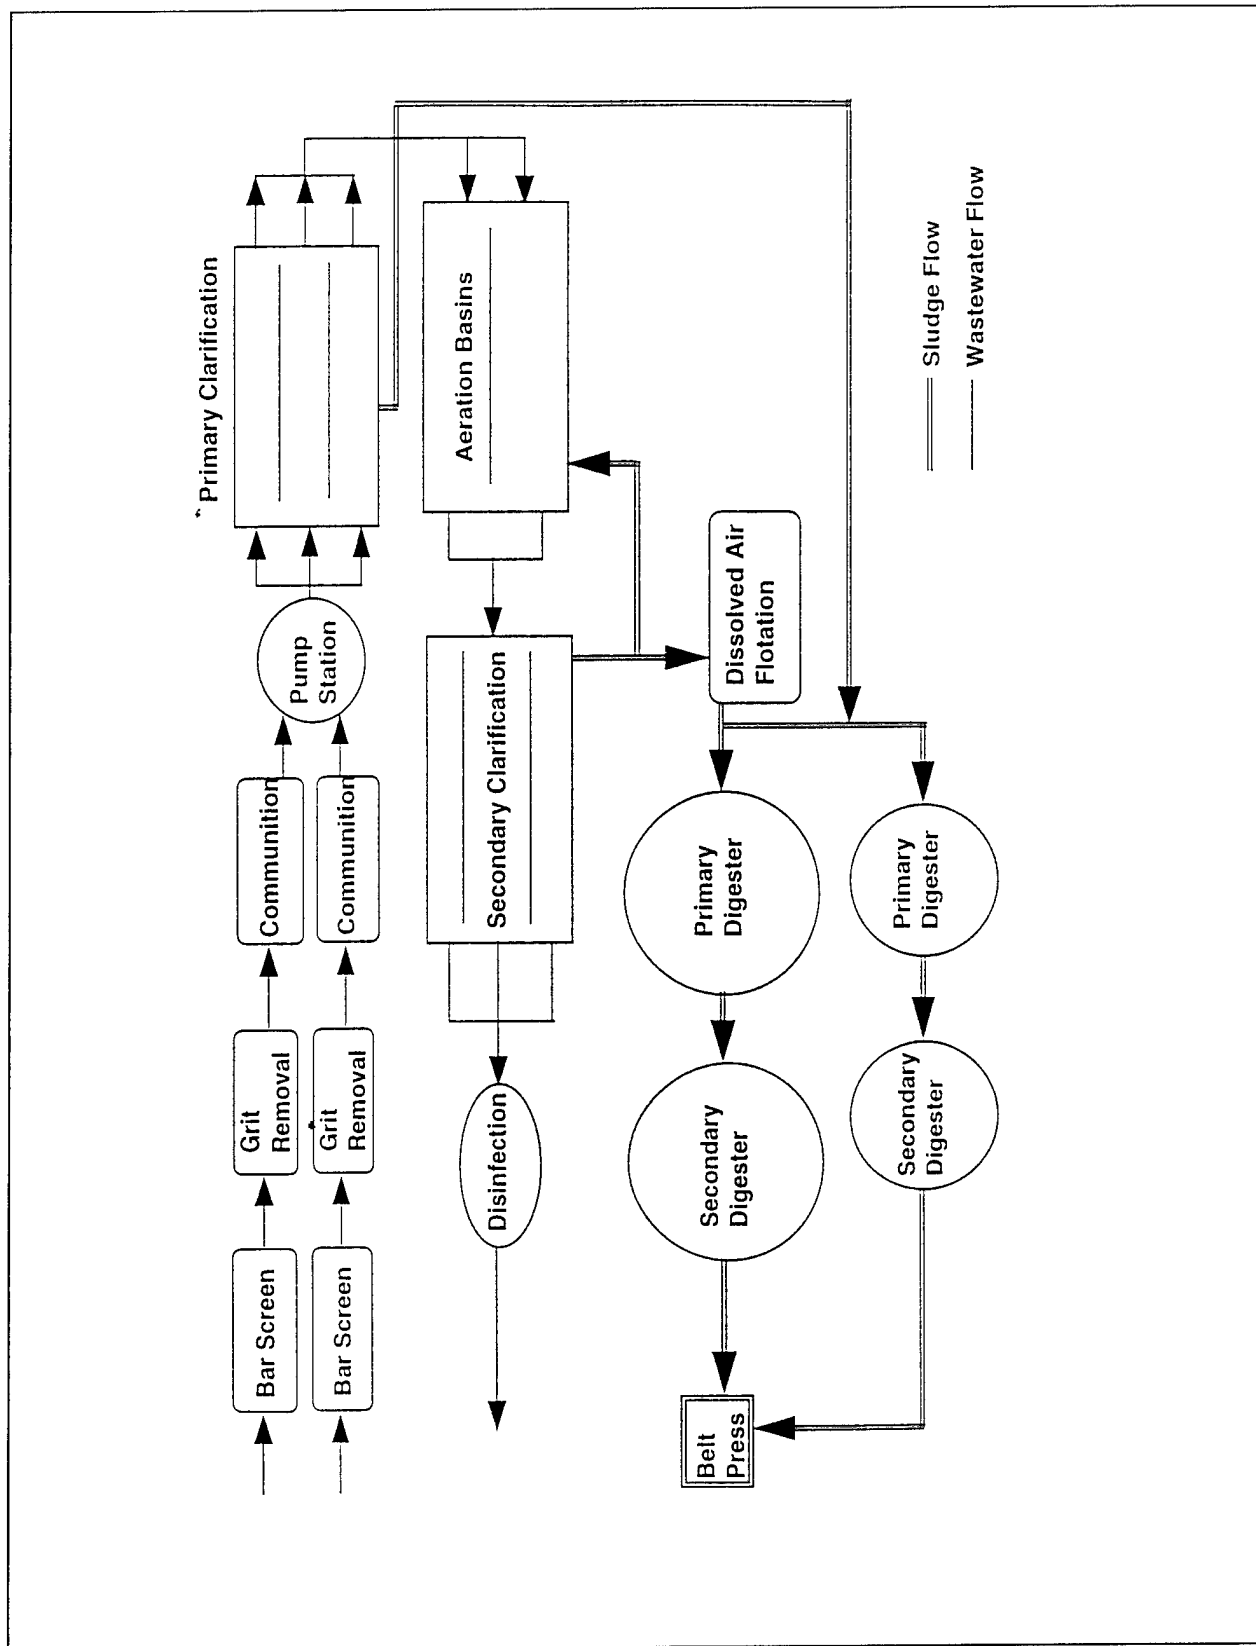 Primary Clarification
Bar Screen
Grit
Removal
Communition
Bar Screen
Grit
Removal
Communition
Pump
Station
Aeration Basins
Secondary Clarification
Disinfection
Dissolved Air
Flotation
Primary
Digester
Secondary
Digester
Belt
Press
Primary
Digester
Secondary
Digester
Sludge Flow
Wastewater Flow